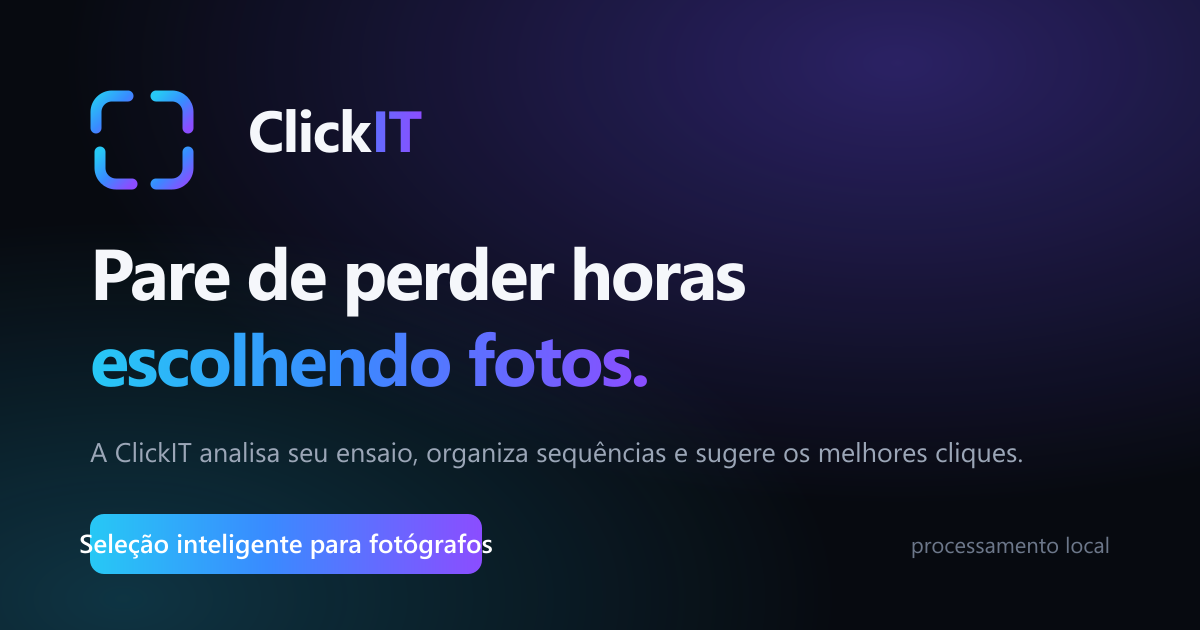 ClickIT
Pare de perder horas
escolhendo fotos.
A ClickIT analisa seu ensaio, organiza sequências e sugere os melhores cliques.
Seleção inteligente para fotógrafos
processamento local